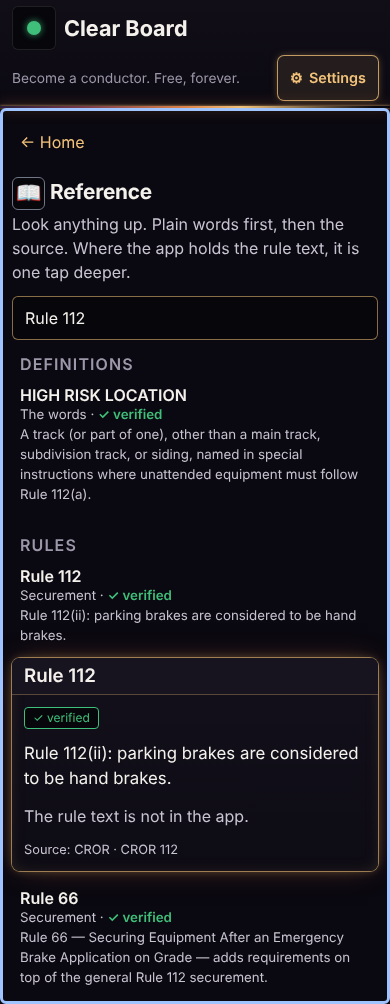 Clear Board
Become a conductor. Free, forever.
⚙ Settings
← Home
📖 Reference
Look anything up. Plain words first, then the
source. Where the app holds the rule text, it is
one tap deeper.
Rule 112
DEFINITIONS
HIGH RISK LOCATION
The words · ✓ verified
A track (or part of one), other than a main track,
subdivision track, or siding, named in special
instructions where unattended equipment must follow
Rule 112(a).
RULES
Rule 112
Securement · ✓ verified
Rule 112(ii): parking brakes are considered to be hand
brakes.
Rule 112
✓ verified
Rule 112(ii): parking brakes are considered
to be hand brakes.
The rule text is not in the app.
Source: CROR · CROR 112
Rule 66
Securement · ✓ verified
Rule 66 — Securing Equipment After an Emergency
Brake Application on Grade — adds requirements on
top of the general Rule 112 securement.